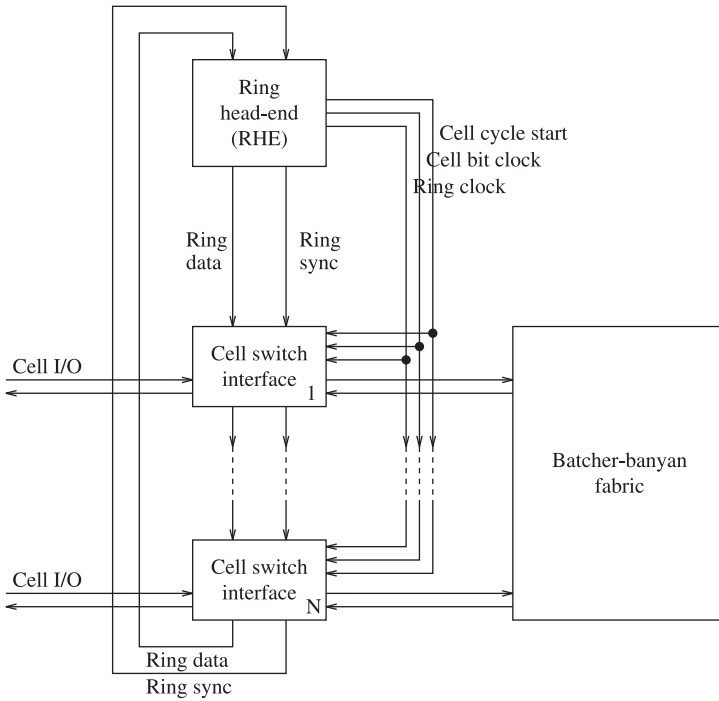 Ring
head-end
(RHE)
Cell cycle start
Cell bit clock
Ring clock
Ring
data
Ring
sync
Cell I/O
Cell switch
interface
1
Batcher-banyan
fabric
Cell I/O
Cell switch
interface
N
Ring data
Ring sync